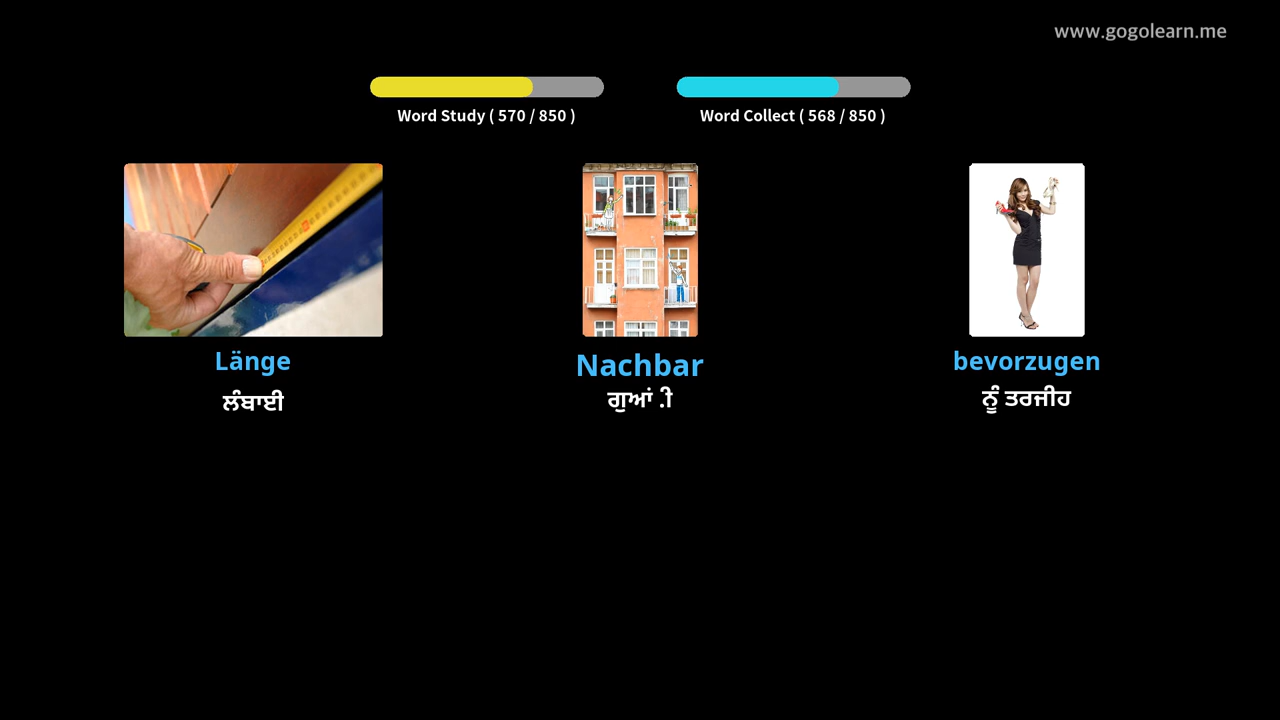 www.gogolearn.me
Word Study ( 570 / 850 )
Word Collect ( 568 / 850 )
Länge
Nachbar
bevorzugen
ਲੰਬਾਈ
ਗੁਆਂ .ੀ
ਨੂੰ ਤਰਜੀਹ